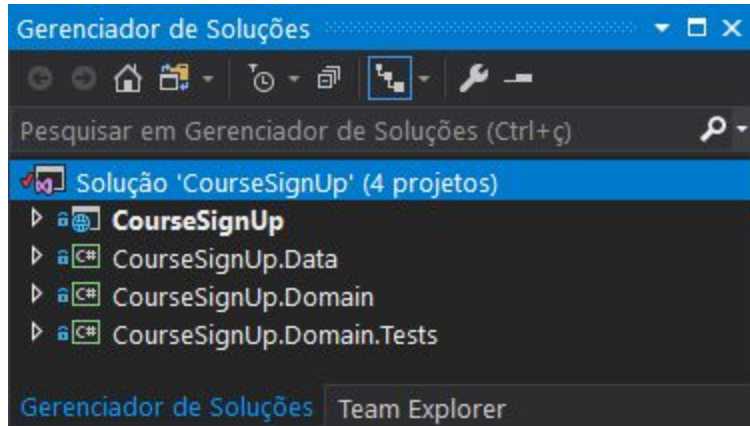 Gerenciador de Soluções
Pesquisar em Gerenciador de Soluções (Ctrl+ç)
Solução 'CourseSignUp' (4 projetos)
CourseSignUp
C# CourseSignUp.Data
C# CourseSignUp.Domain
C# CourseSignUp.Domain.Tests
Gerenciador de Soluções Team Explorer